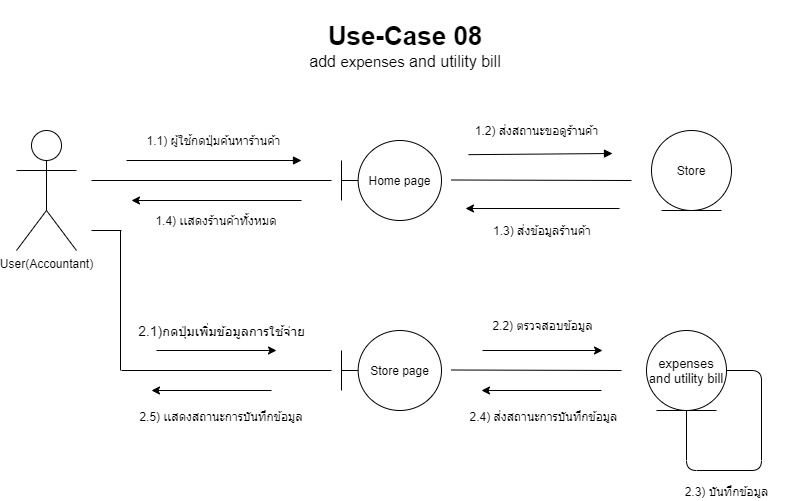 Use-Case 08
add expenses and utility bill
1.1) ผู้ใช้กดปุ่มค้นหาร้านค้า
1.2) ส่งสถานะขอดูร้านค้า
Home page
Store
1.4) แสดงร้านค้าทั้งหมด
1.3) ส่งข้อมูลร้านค้า
User(Accountant)
2.1)กดปุ่มเพิ่มข้อมูลการใช้จ่าย
2.2) ตรวจสอบข้อมูล
Store page
expenses
and utility bill
2.5) แสดงสถานะการบันทึกข้อมูล
2.4) ส่งสถานะการบันทึกข้อมูล
2.3) บันทึกข้อมูล